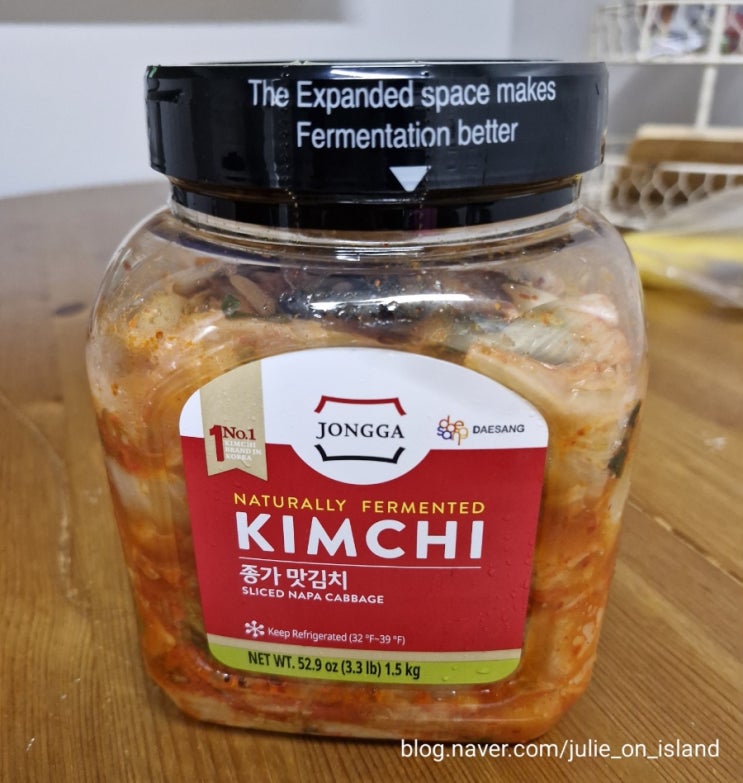 The Expanded space makes
Fermentation better
1 No.1
KIMCHI
BRAND IN
KOREA
JONGGA
daesang DAESANG
NATURALLY FERMENTED
KIMCHI
종가 맛김치
SLICED NAPA CABBAGE
Keep Refrigerated (32 °F~39 °F)
NET WT. 52.9 oz (3.3 lb) 1.5 kg
blog.naver.com/julie_on_island